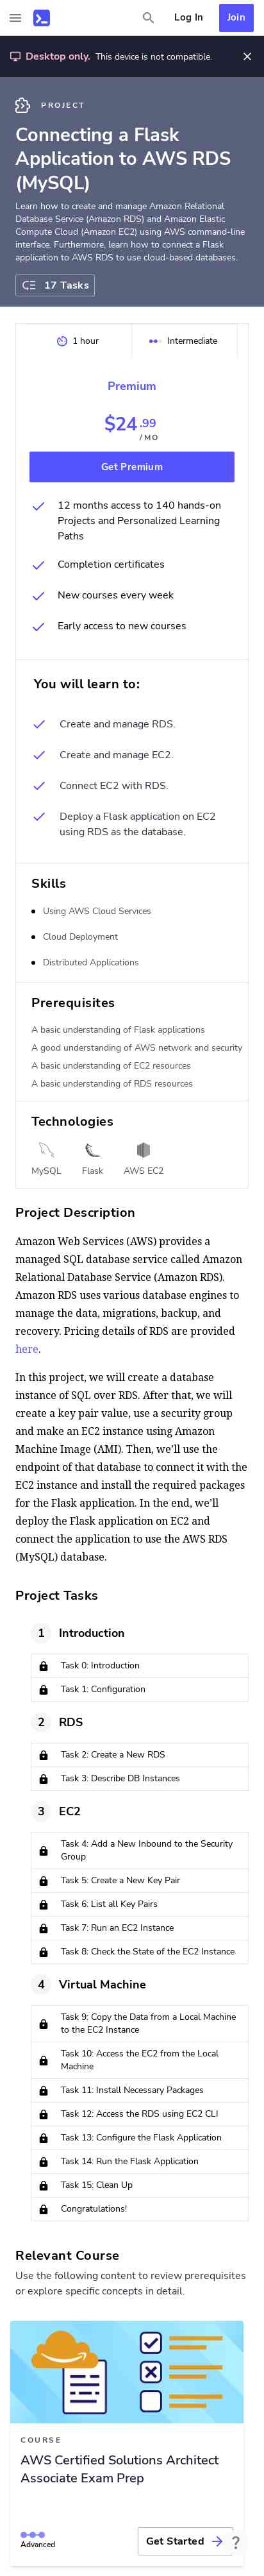 Log In
Join
Desktop only. This device is not compatible.
PROJECT
Connecting a Flask
Application to AWS RDS
(MySQL)
Learn how to create and manage Amazon Relational
Database Service (Amazon RDS) and Amazon Elastic
Compute Cloud (Amazon EC2) using AWS command-line
interface. Furthermore, learn how to connect a Flask
application to AWS RDS to use cloud-based databases.
17 Tasks
1 hour
Intermediate
Premium
$24 .99
/ MO
Get Premium
12 months access to 140 hands-on
Projects and Personalized Learning
Paths
Completion certificates
New courses every week
Early access to new courses
You will learn to:
Create and manage RDS.
Create and manage EC2.
Connect EC2 with RDS.
Deploy a Flask application on EC2
using RDS as the database.
Skills
Using AWS Cloud Services
Cloud Deployment
Distributed Applications
Prerequisites
A basic understanding of Flask applications
A good understanding of AWS network and security
A basic understanding of EC2 resources
A basic understanding of RDS resources
Technologies
MySQL
Flask
AWS EC2
Project Description
Amazon Web Services (AWS) provides a
managed SQL database service called Amazon
Relational Database Service (Amazon RDS).
Amazon RDS uses various database engines to
manage the data, migrations, backup, and
recovery. Pricing details of RDS are provided
here.
In this project, we will create a database
instance of SQL over RDS. After that, we will
create a key pair value, use a security group
and make an EC2 instance using Amazon
Machine Image (AMI). Then, we’ll use the
endpoint of that database to connect it with the
EC2 instance and install the required packages
for the Flask application. In the end, we’ll
deploy the Flask application on EC2 and
connect the application to use the AWS RDS
(MySQL) database.
Project Tasks
1 Introduction
Task 0: Introduction
Task 1: Configuration
2 RDS
Task 2: Create a New RDS
Task 3: Describe DB Instances
3 EC2
Task 4: Add a New Inbound to the Security
Group
Task 5: Create a New Key Pair
Task 6: List all Key Pairs
Task 7: Run an EC2 Instance
Task 8: Check the State of the EC2 Instance
4 Virtual Machine
Task 9: Copy the Data from a Local Machine
to the EC2 Instance
Task 10: Access the EC2 from the Local
Machine
Task 11: Install Necessary Packages
Task 12: Access the RDS using EC2 CLI
Task 13: Configure the Flask Application
Task 14: Run the Flask Application
Task 15: Clean Up
Congratulations!
Relevant Course
Use the following content to review prerequisites
or explore specific concepts in detail.
COURSE
AWS Certified Solutions Architect
Associate Exam Prep
Advanced
Get Started
?